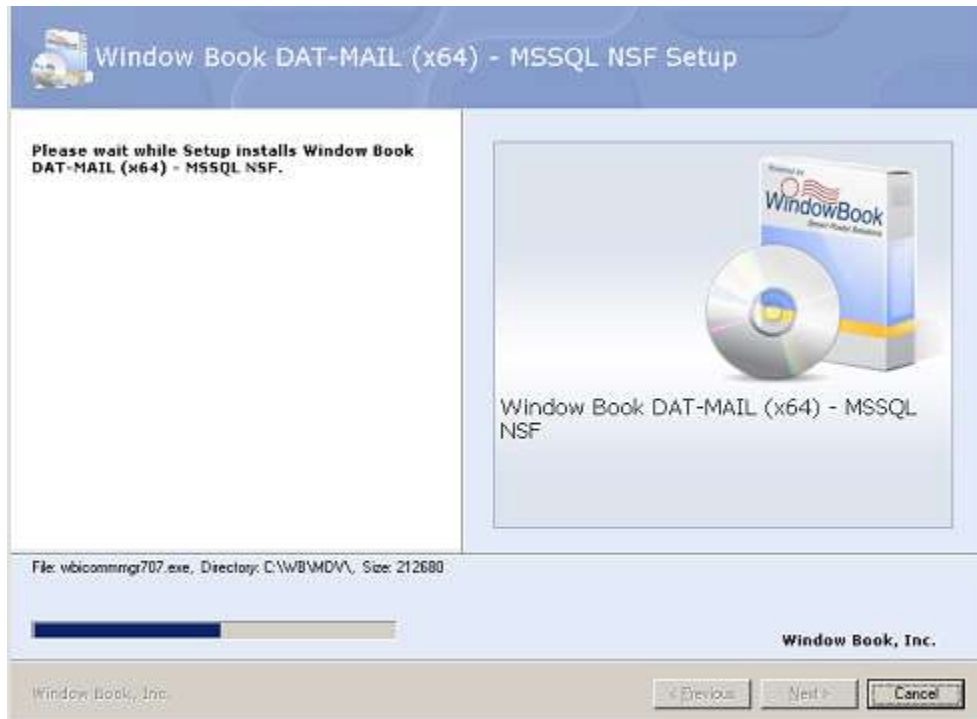 Window Book DAT-MAIL (x64) - MSSQL NSF Setup
Please wait while Setup installs Window Book
DAT-MAIL (x64) - MSSQL NSF.
WindowBook
Window Book DAT-MAIL (x64) - MSSQL
NSF
File: wbicommmgr707.exe, Directory: C:\WB\MDV\, Size: 212680
Window Book, Inc.
Window Book, Inc.
< Previous
Next >
Cancel